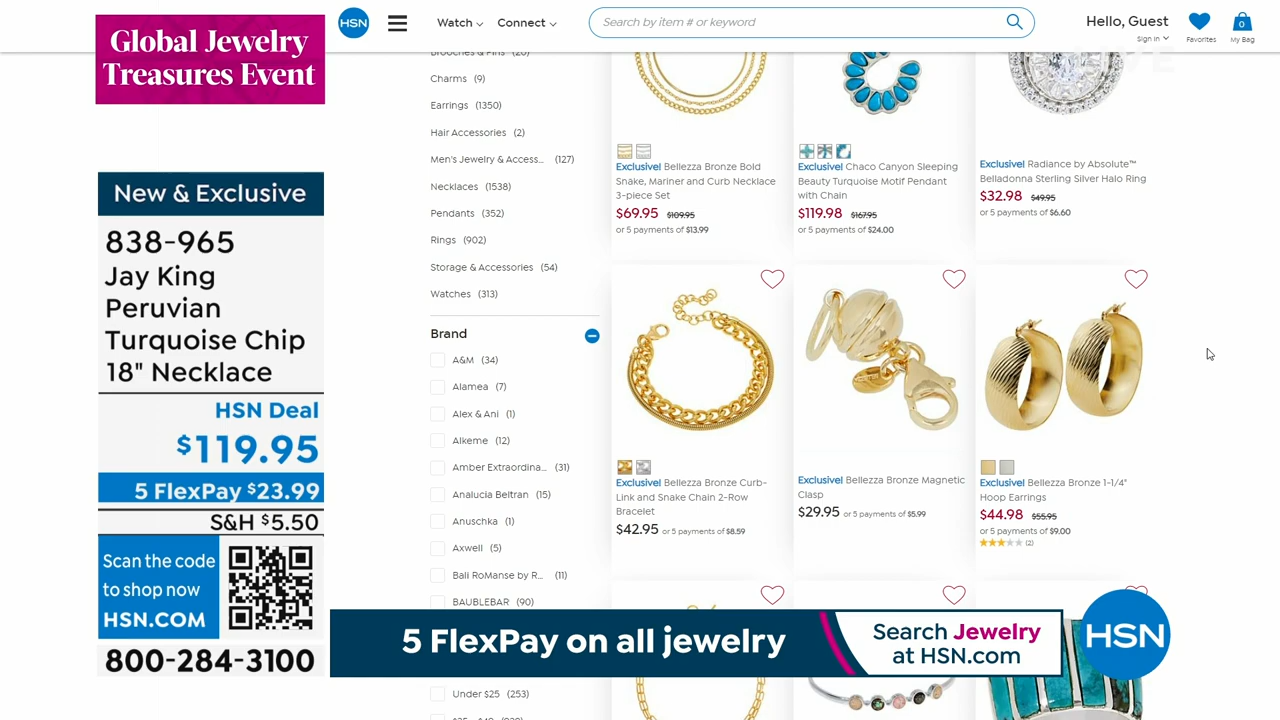 Global Jewelry
Treasures Event
HSN
Watch
Connect
Search by item # or keyword
Hello, Guest
Sign In
Favorites
0
My Bag
New & Exclusive
838-965
Jay King
Peruvian
Turquoise Chip
18" Necklace
HSN Deal
$119.95
5 FlexPay $23.99
S&H $5.50
Scan the code
to shop now
HSN.COM
800-284-3100
Brooches & Pins (20)
Charms (9)
Earrings (1350)
Hair Accessories (2)
Men's Jewelry & Access... (127)
Necklaces (1538)
Pendants (352)
Rings (902)
Storage & Accessories (54)
Watches (313)
Brand
A&M (34)
Alamea (7)
Alex & Ani (1)
Alkeme (12)
Amber Extraordina... (31)
Analucia Beltran (15)
Anuschka (1)
Axwell (5)
Bali RoManse by R... (11)
BAUBLEBAR (90)
Under $25 (253)
Exclusive! Bellezza Bronze Bold
Snake, Mariner and Curb Necklace
3-piece Set
$69.95 $109.95
or 5 payments of $13.99
Exclusive! Chaco Canyon Sleeping
Beauty Turquoise Motif Pendant
with Chain
$119.98 $167.95
or 5 payments of $24.00
Exclusive! Radiance by Absolute™
Belladonna Sterling Silver Halo Ring
$32.98 $49.95
or 5 payments of $6.60
Exclusive! Bellezza Bronze Curb-
Link and Snake Chain 2-Row
Bracelet
$42.95 or 5 payments of $8.59
Exclusive! Bellezza Bronze Magnetic
Clasp
$29.95 or 5 payments of $5.99
Exclusive! Bellezza Bronze 1-1/4"
Hoop Earrings
$44.98 $55.95
or 5 payments of $9.00
(2)
5 FlexPay on all jewelry
Search Jewelry
at HSN.com
HSN